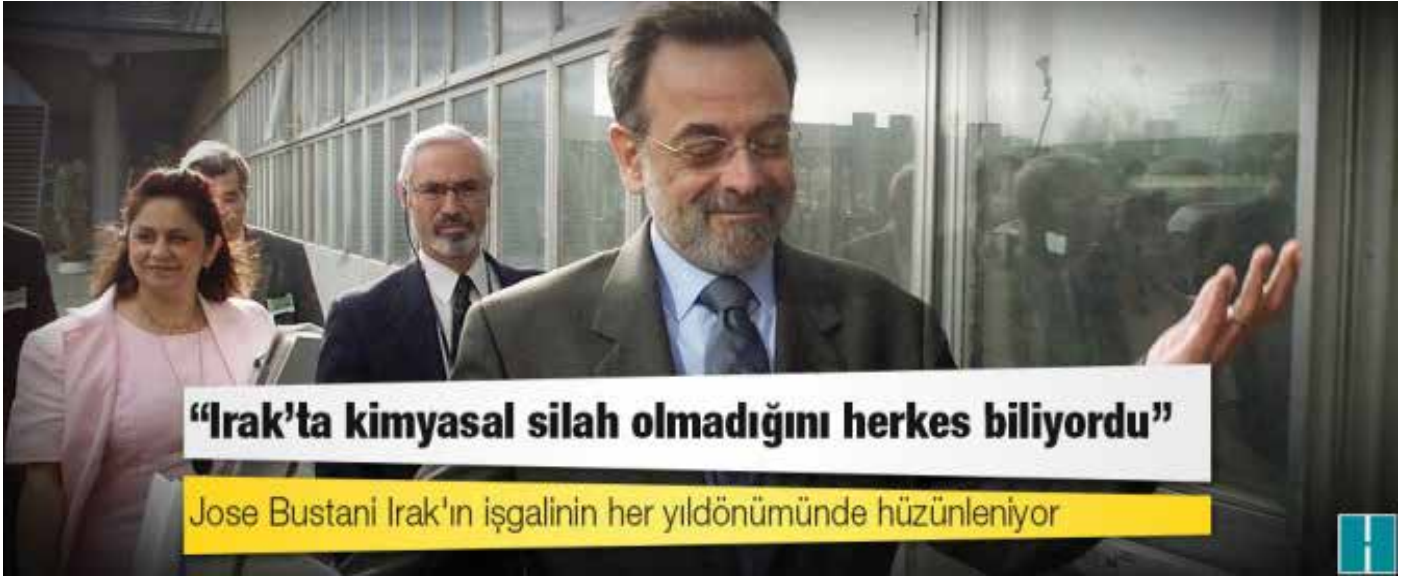 “Irak’ta kimyasal silah olmadığını herkes biliyordu”
Jose Bustani Irak'ın işgalinin her yıldönümünde hüzünleniyor
H